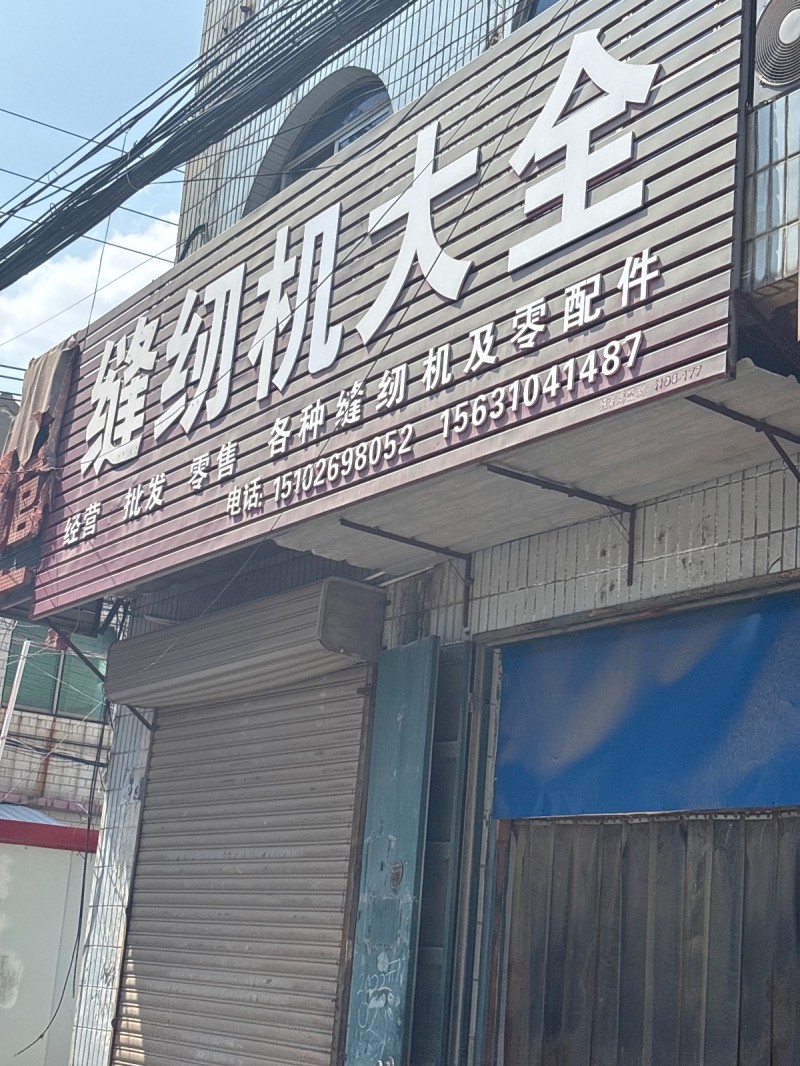 缝纫机大全
经营 批发 零售 各种缝纫机及零配件
电话: 15102698052 15631041487